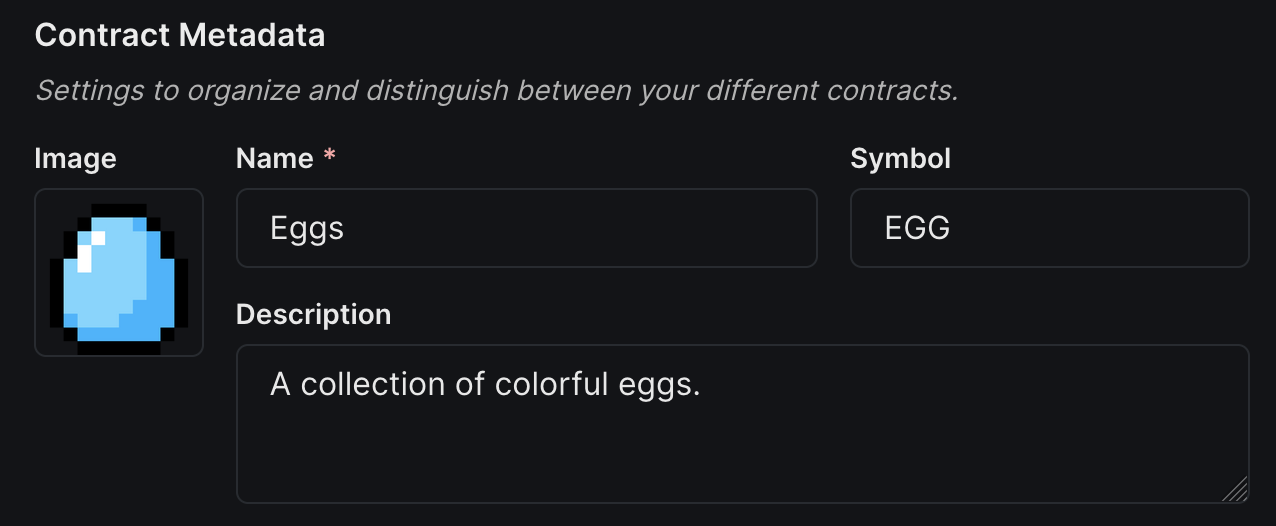 Contract Metadata
Settings to organize and distinguish between your different contracts.
Image
Name *
Symbol
Eggs
EGG
Description
A collection of colorful eggs.